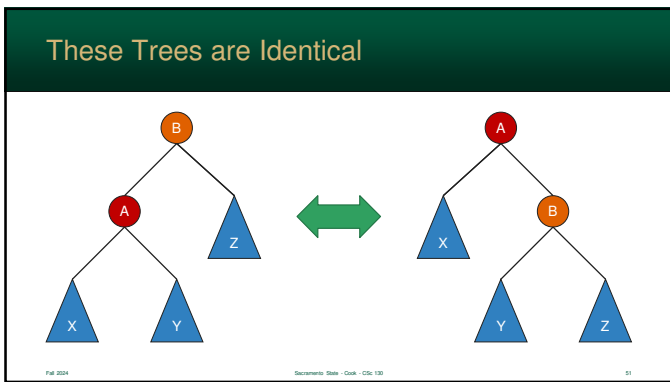 These Trees are Identical
B
A
A
B
Z
X
X
Y
Y
Z
Fall 2024
Sacramento State - Cook - CSc 130
51